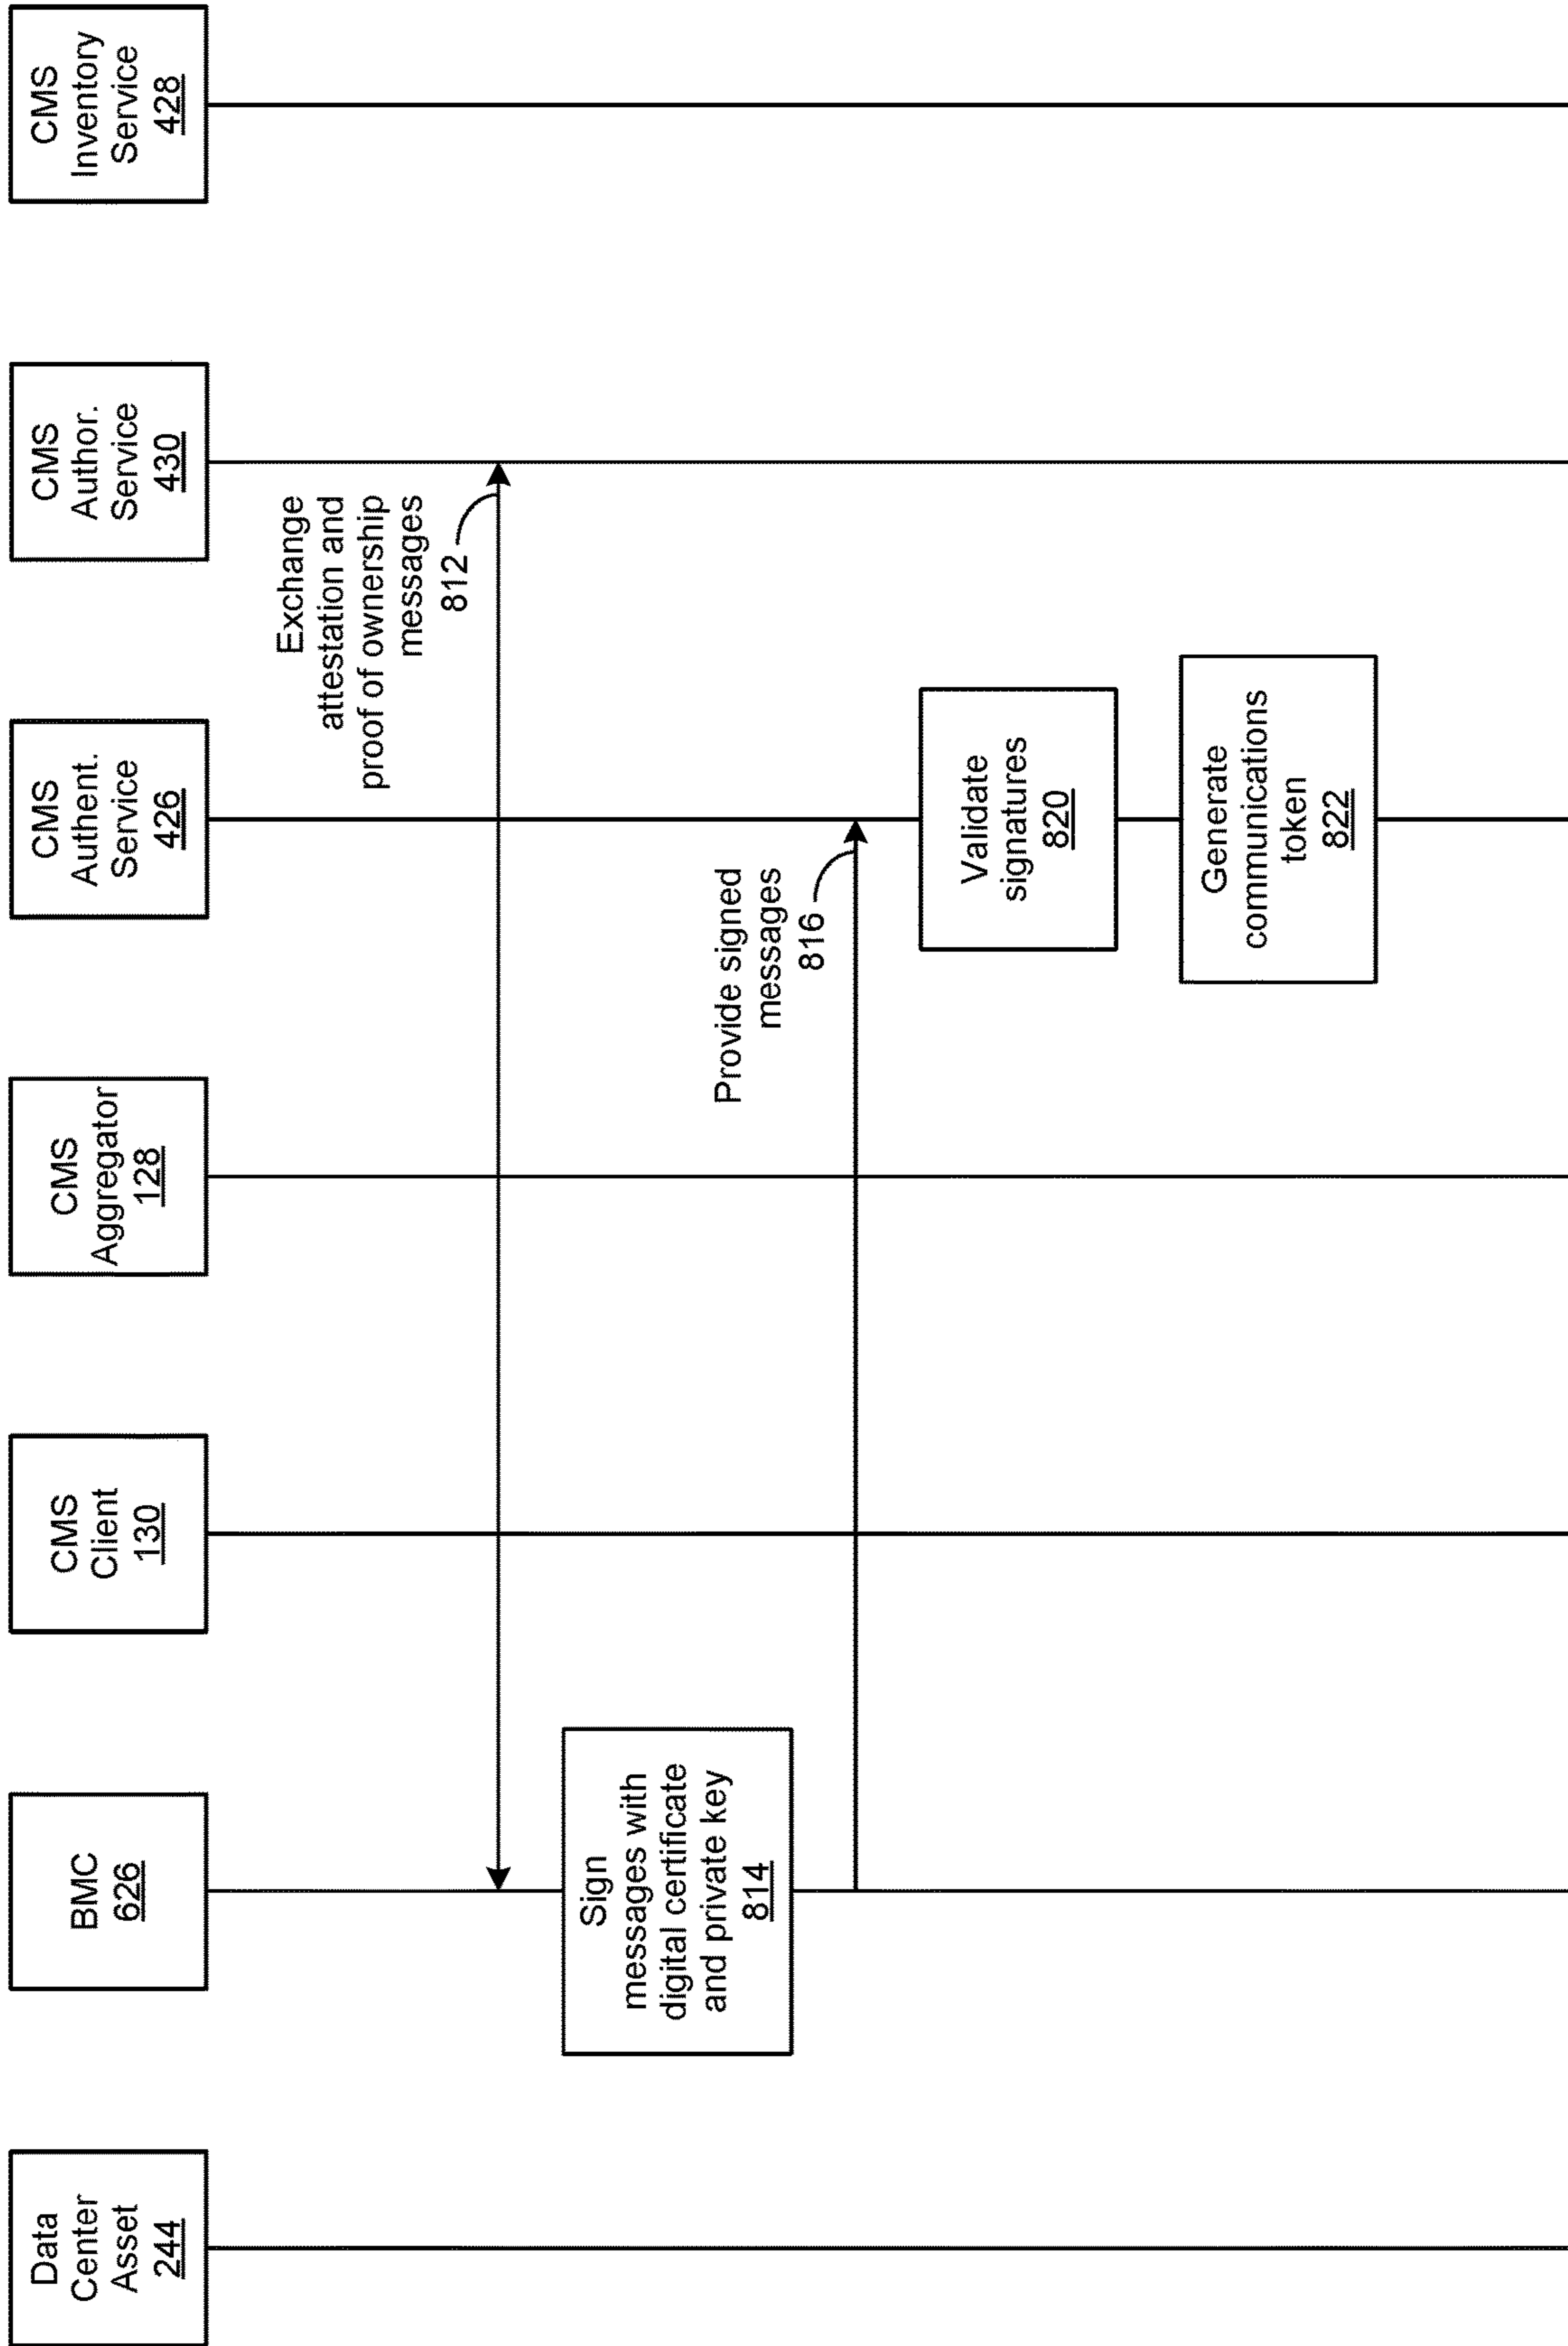 Data
Center
Asset
244
BMC
626
CMS
Client
130
CMS
Aggregator
128
CMS
Authent.
Service
426
CMS
Author.
Service
430
CMS
Inventory
Service
428
Exchange
attestation and
proof of ownership
messages
812
Sign
messages with
digital certificate
and private key
814
Provide signed
messages
816
Validate
signatures
820
Generate
communications
token
822